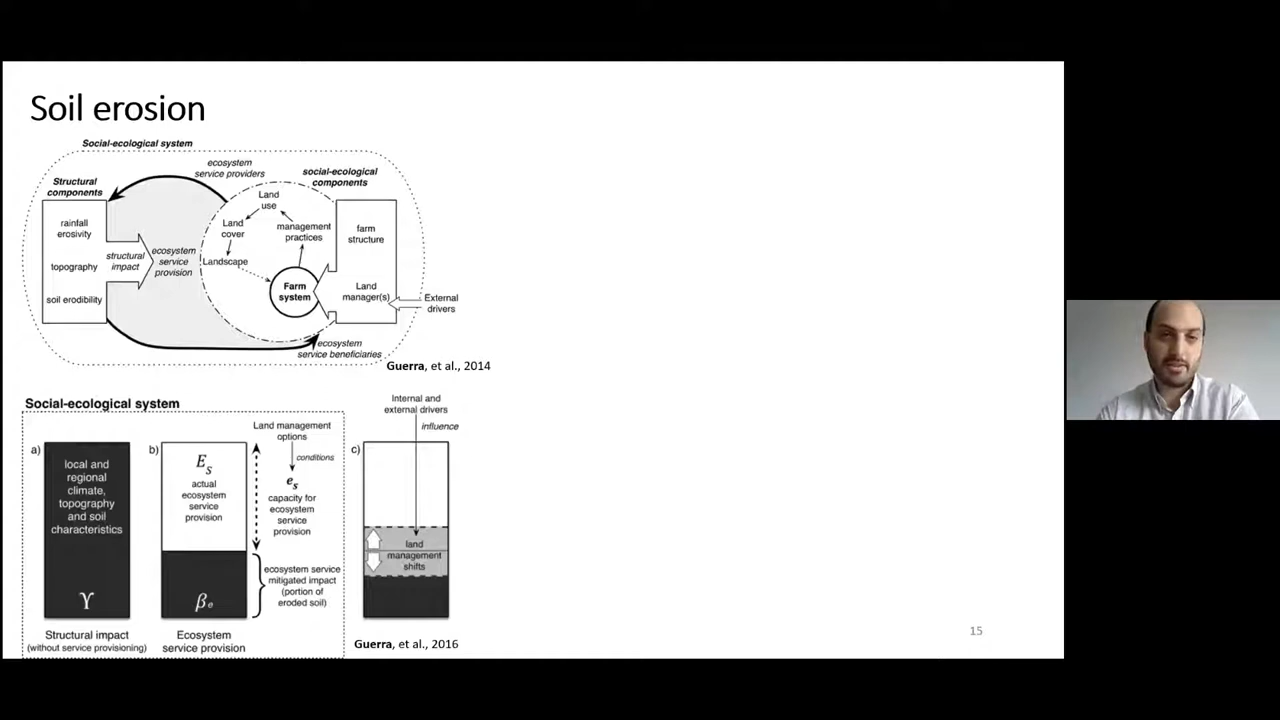 Soil erosion
Social-ecological system
ecosystem
service providers
social-ecological
components
Structural
components
rainfall
erosivity
topography
soil erodibility
structural
impact
ecosystem
service
provision
Land
use
Land
cover
management
practices
Landscape
Farm
system
farm
structure
Land
manager(s)
External
drivers
ecosystem
service beneficiaries
Guerra, et al., 2014
Social-ecological system
a)
local and
regional
climate,
topography
and soil
characteristics
ϒ
Structural impact
(without service provisioning)
b)
Es
actual
ecosystem
service
provision
βe
Ecosystem
service provision
Land management
options
conditions
es
capacity for
ecosystem
service
provision
ecosystem service
mitigated impact
(portion of
eroded soil)
Internal and
external drivers
influence
c)
land
management
shifts
Guerra, et al., 2016
15